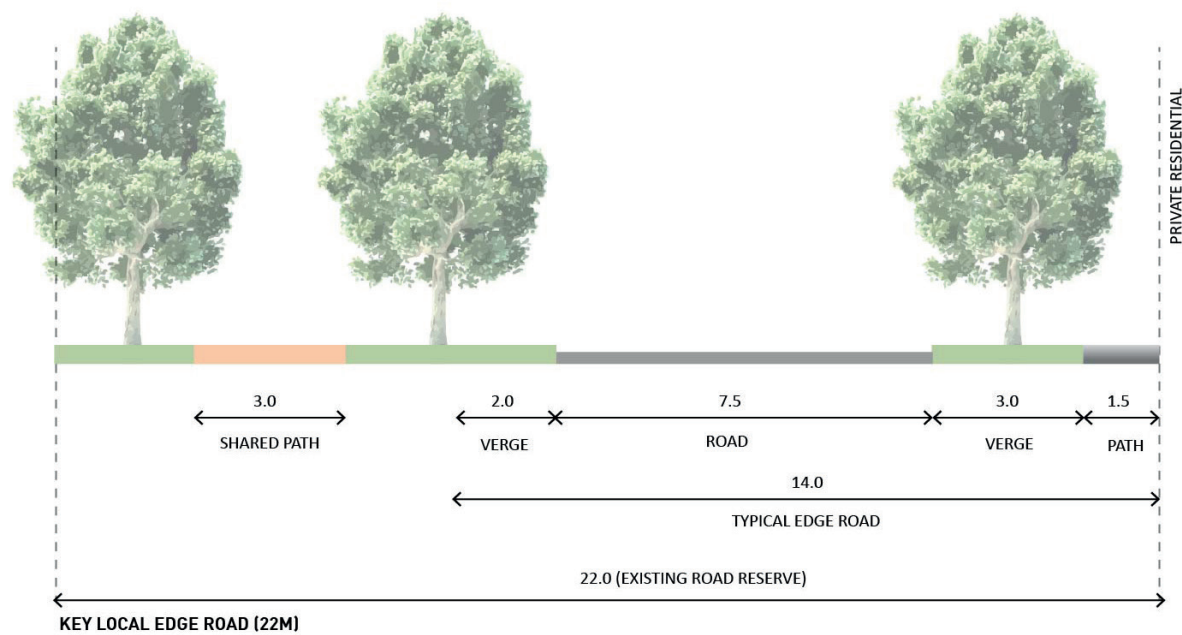 PRIVATE RESIDENTIAL
3.0
SHARED PATH
2.0
VERGE
7.5
ROAD
3.0
VERGE
1.5
PATH
14.0
TYPICAL EDGE ROAD
22.0 (EXISTING ROAD RESERVE)
KEY LOCAL EDGE ROAD (22M)